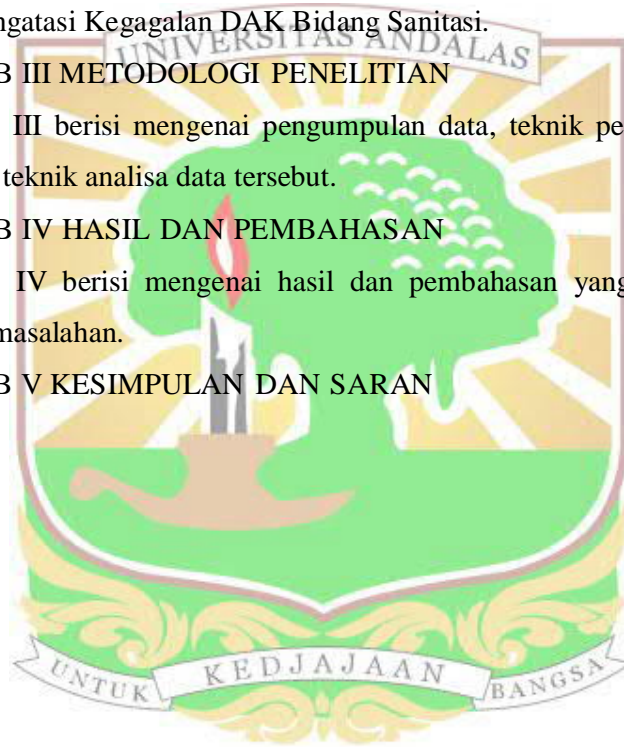 ngatasi Kegagalan DAK Bidang Sanitasi.
UNIVERSITAS ANDALAS
B III METODOLOGI PENELITIAN
III berisi mengenai pengumpulan data, teknik pe
teknik analisa data tersebut.
B IV HASIL DAN PEMBAHASAN
IV berisi mengenai hasil dan pembahasan yang
masalahan.
B V KESIMPULAN DAN SARAN
UNTUK KEDJAJAAN BANGSA